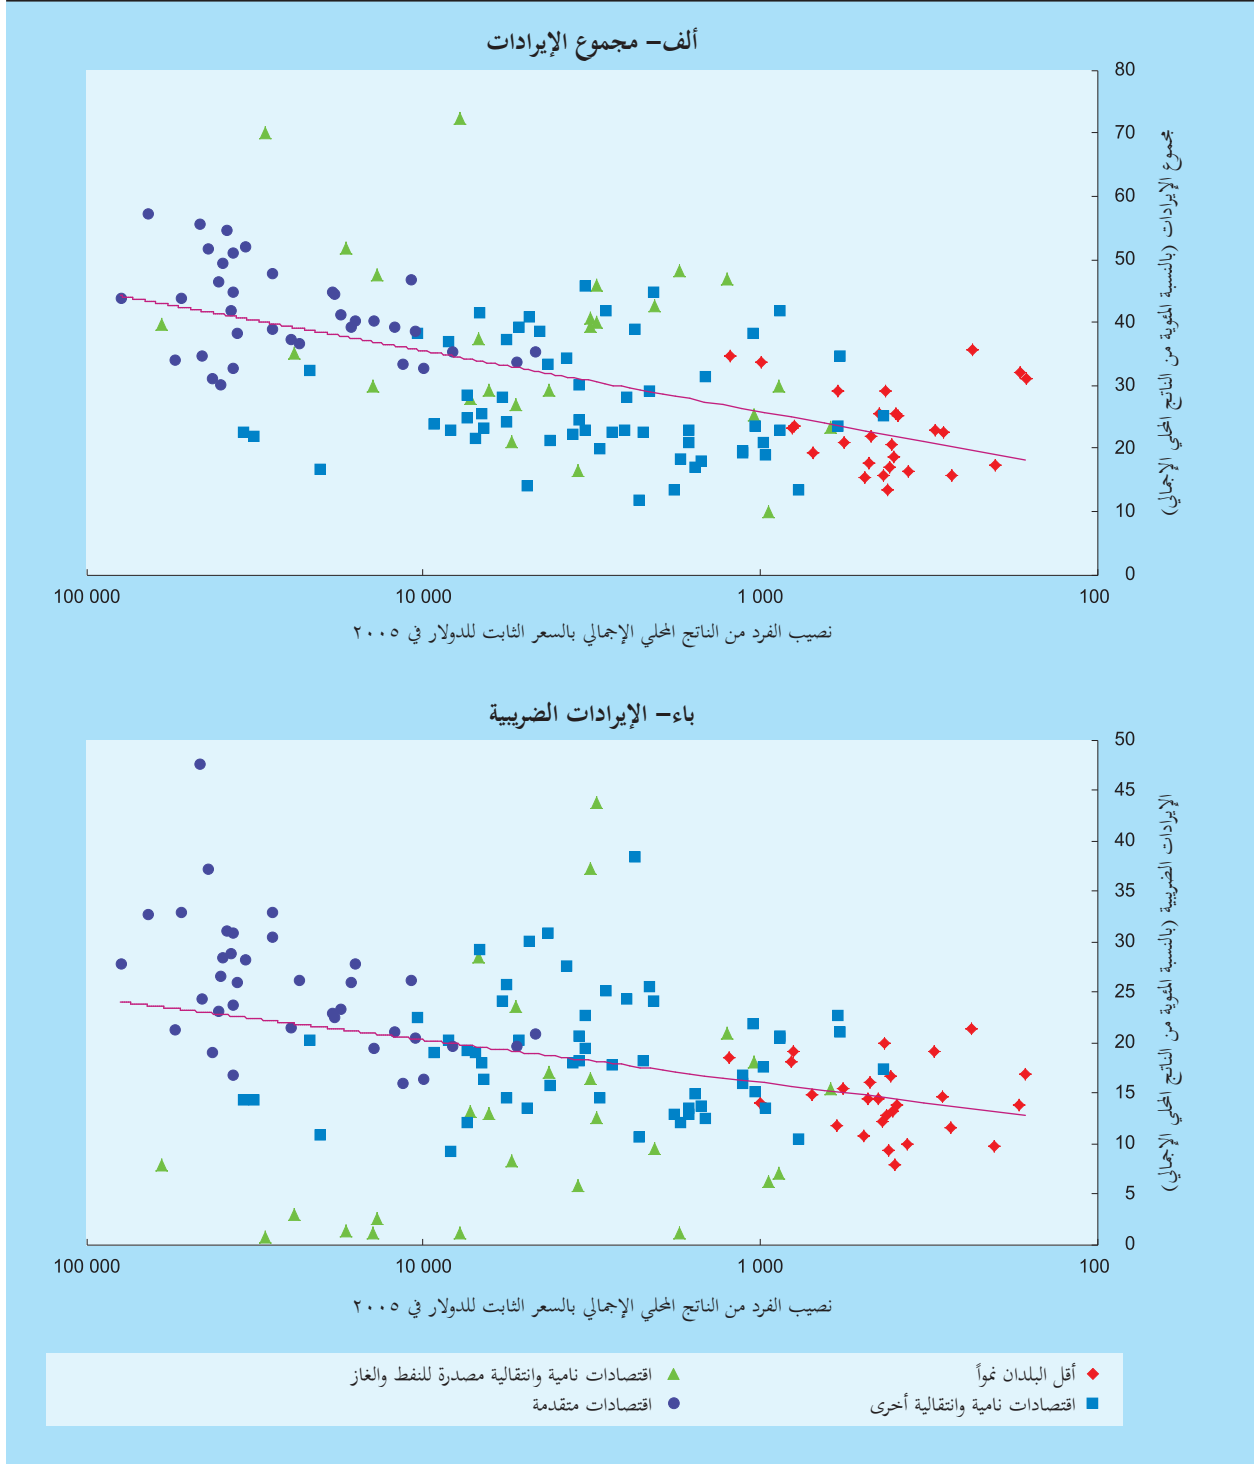 ألف– مجموع الإيرادات
80
70
60
50
40
30
20
10
0
مجموع الإيرادات (بالنسبة المئوية من الناتج المحلي الإجمالي)
100 000 10 000 1 000 100
نصيب الفرد من الناتج المحلي الإجمالي بالسعر الثابت للدولار في ٢٠٠٥
باء– الإيرادات الضريبية
50
45
40
35
30
25
20
15
10
5
0
الإيرادات الضريبية (بالنسبة المئوية من الناتج المحلي الإجمالي)
100 000 10 000 1 000 100
نصيب الفرد من الناتج المحلي الإجمالي بالسعر الثابت للدولار في ٢٠٠٥
أقل البلدان نمواً
اقتصادات نامية وانتقالية مصدرة للنفط والغاز
اقتصادات نامية وانتقالية أخرى
اقتصادات متقدمة